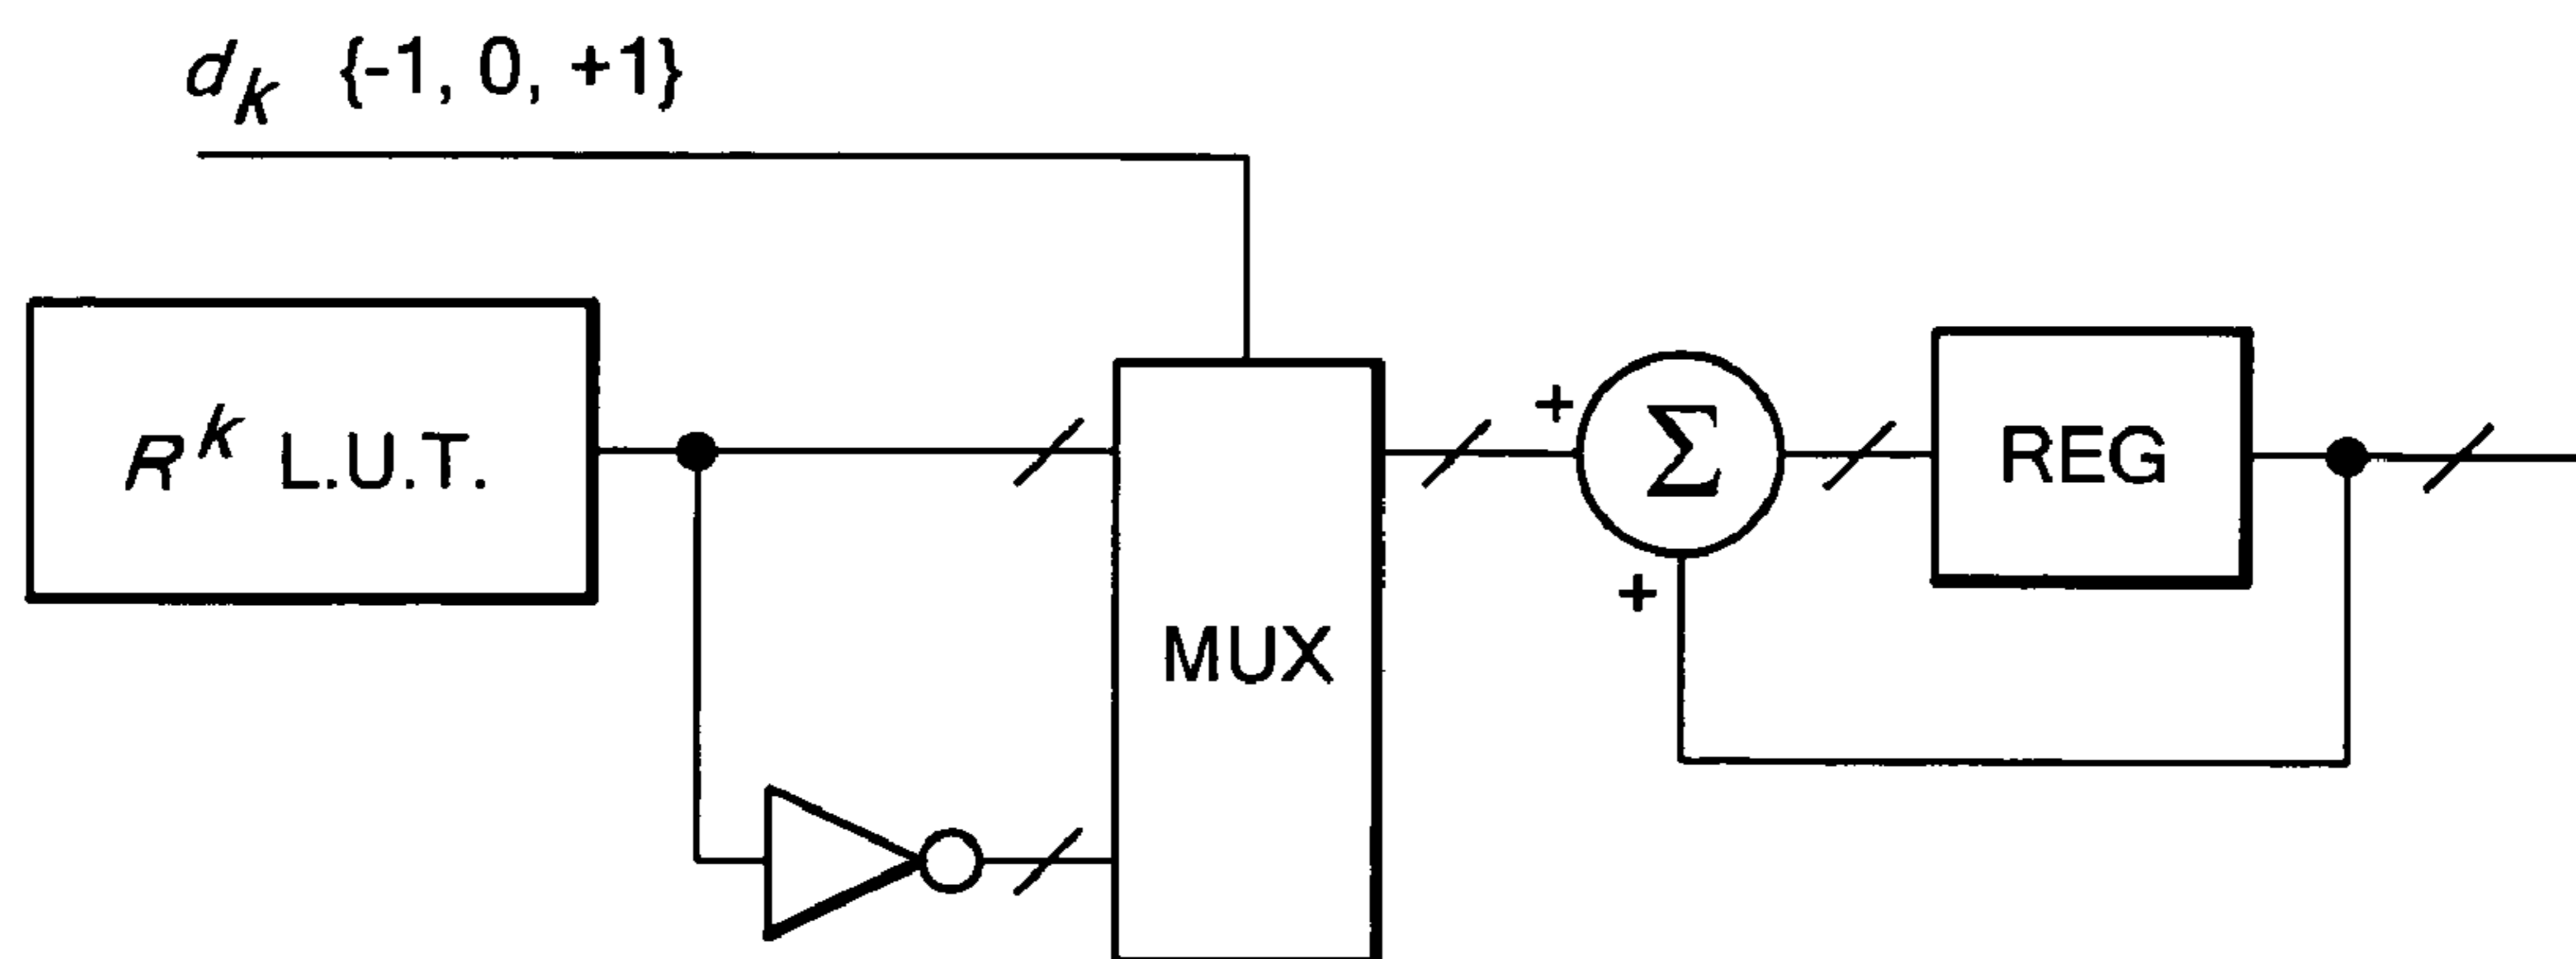 d_k {-1, 0, +1}
R^k L.U.T.
MUX
+
Σ
+
REG